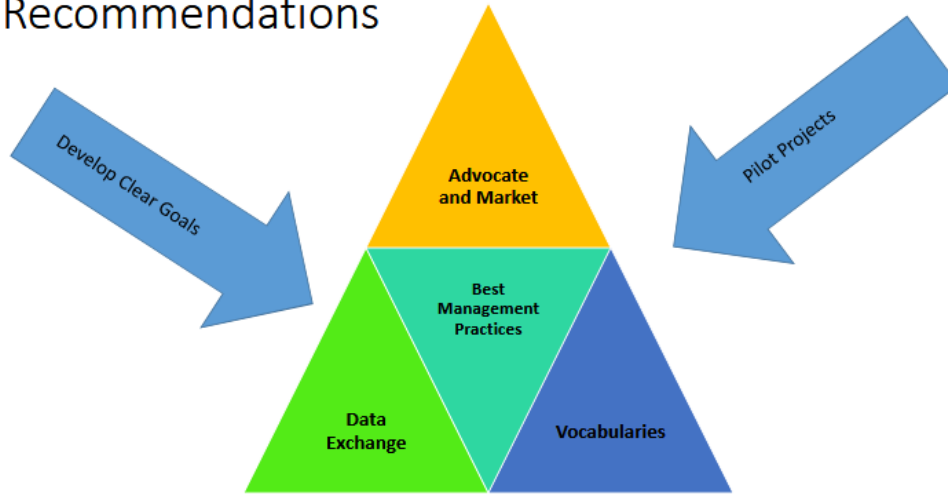 Recommendations
Develop Clear Goals
Pilot Projects
Advocate
and Market
Best
Management
Practices
Data
Exchange
Vocabularies